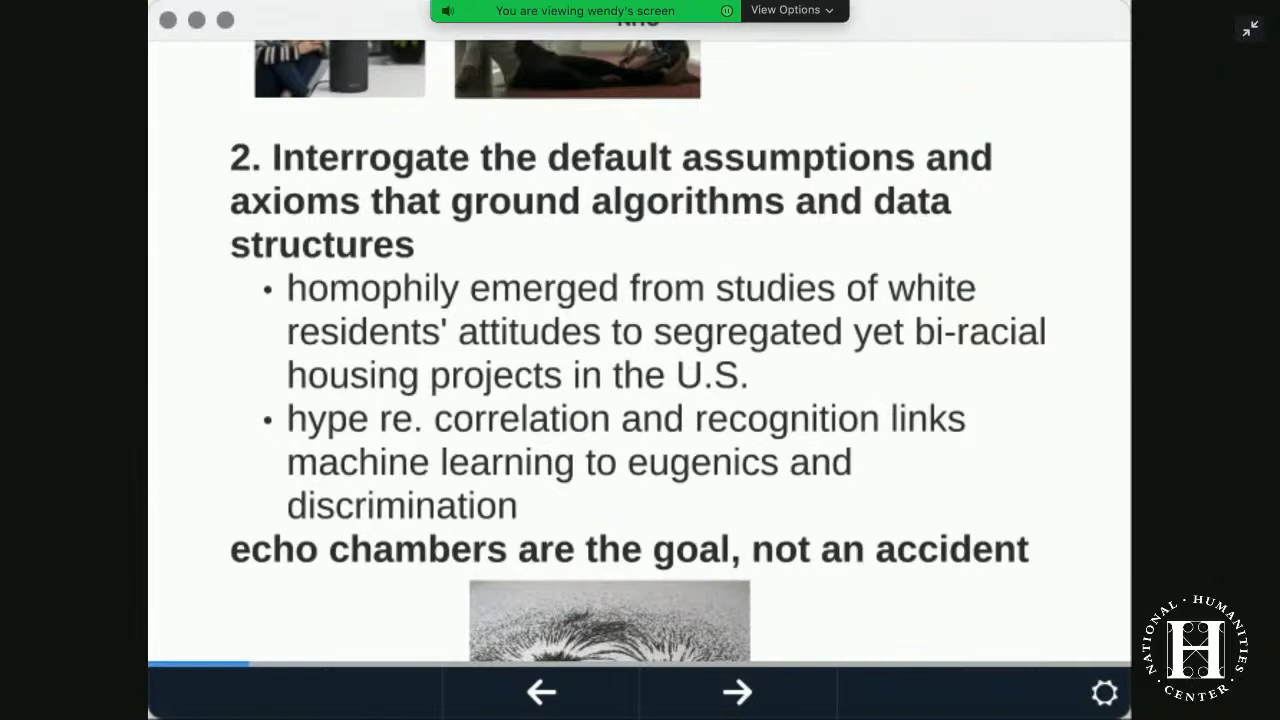 You are viewing wendy's screen
View Options
NHC
2. Interrogate the default assumptions and
axioms that ground algorithms and data
structures
• homophily emerged from studies of white
residents' attitudes to segregated yet bi-racial
housing projects in the U.S.
• hype re. correlation and recognition links
machine learning to eugenics and
discrimination
echo chambers are the goal, not an accident
NATIONAL · HUMANITIES · CENTER ·
H